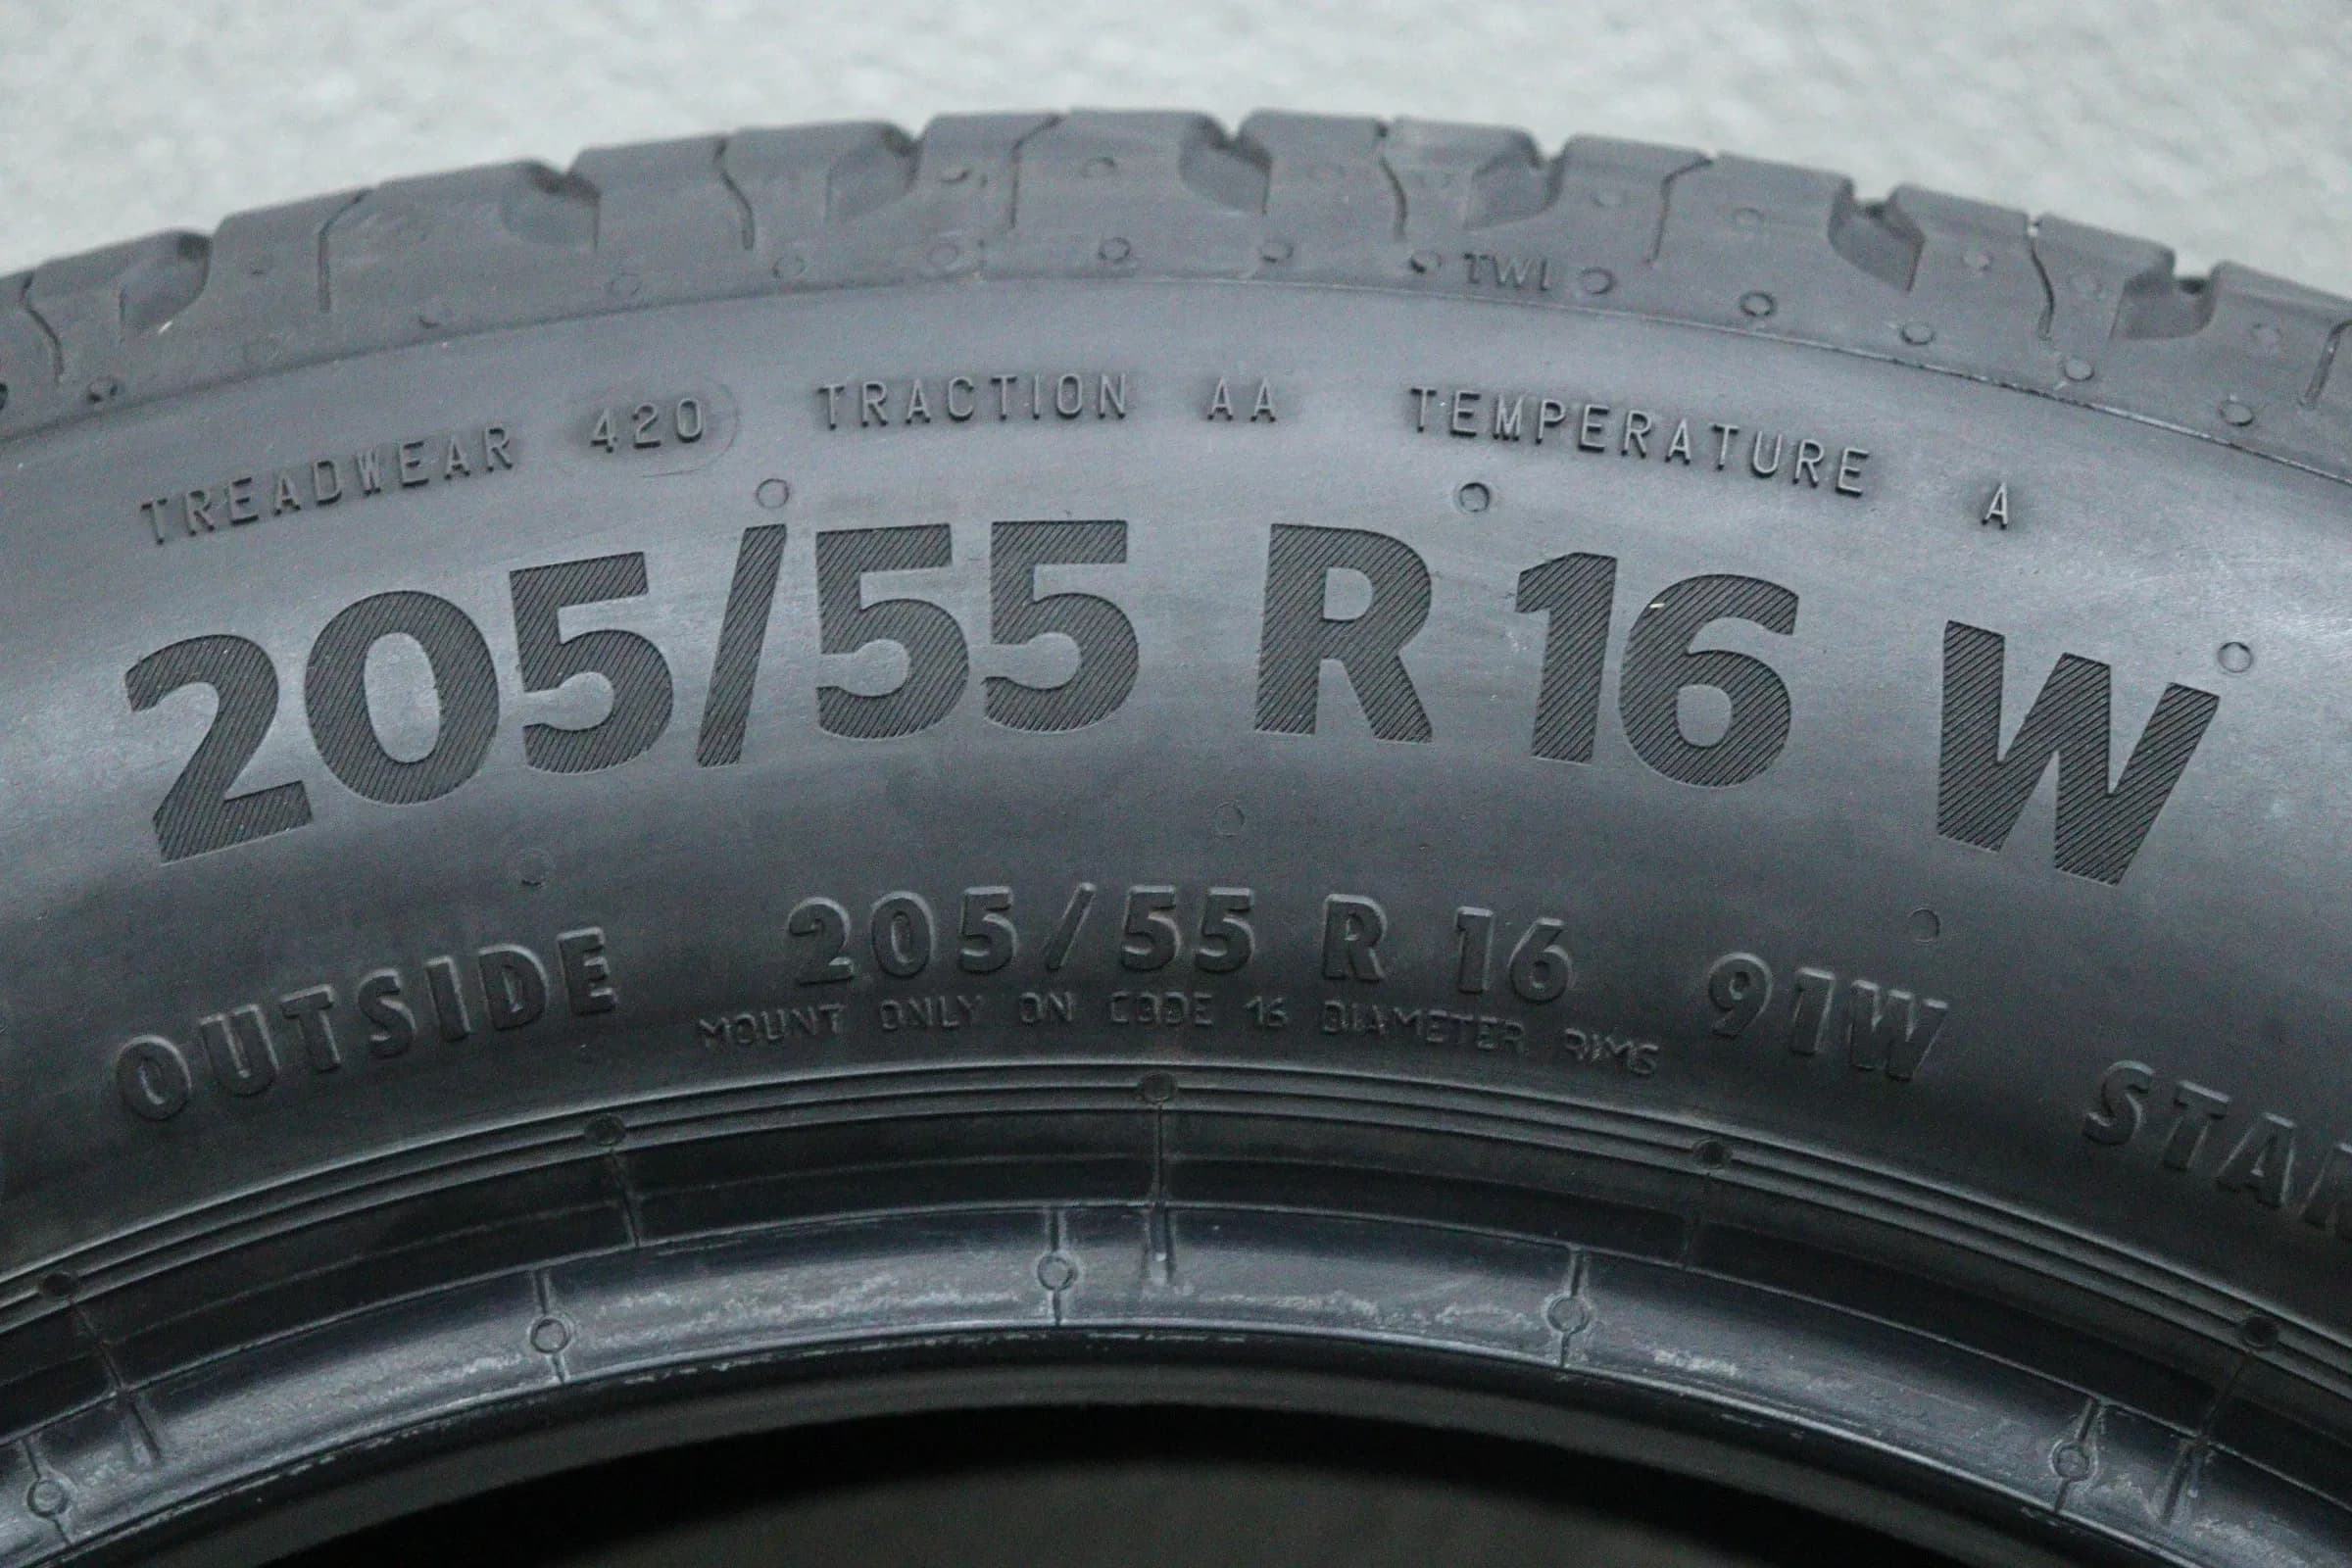 TWI
TREADWEAR 420 TRACTION AA TEMPERATURE A
205/55 R 16 W
OUTSIDE 205/55 R 16 91W
MOUNT ONLY ON CODE 16 DIAMETER RIMS